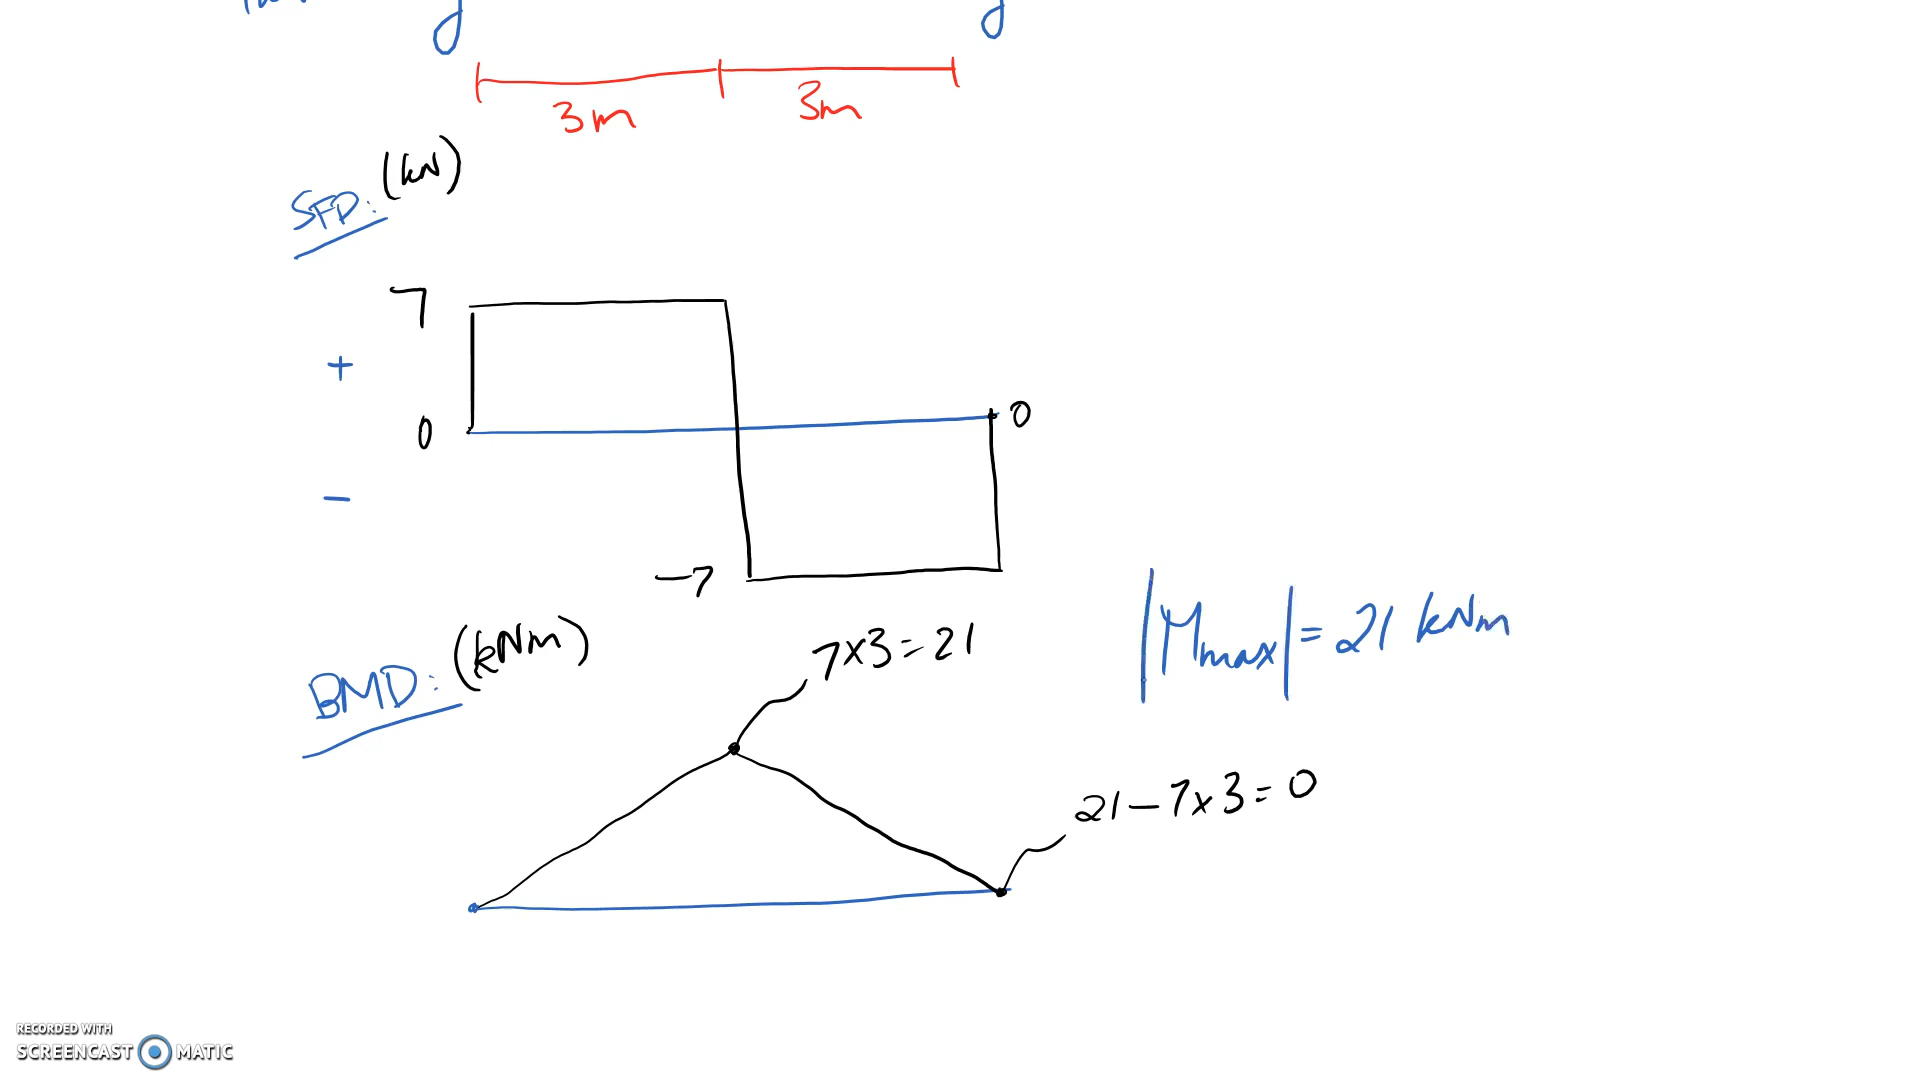 3m 3m
SFD: (kN)
7
+
0 0
-
-7
BMD: (kNm)
7x3=21
|Mmax|= 21 kNm
21-7x3=0
RECORDED WITH
SCREENCAST MATIC